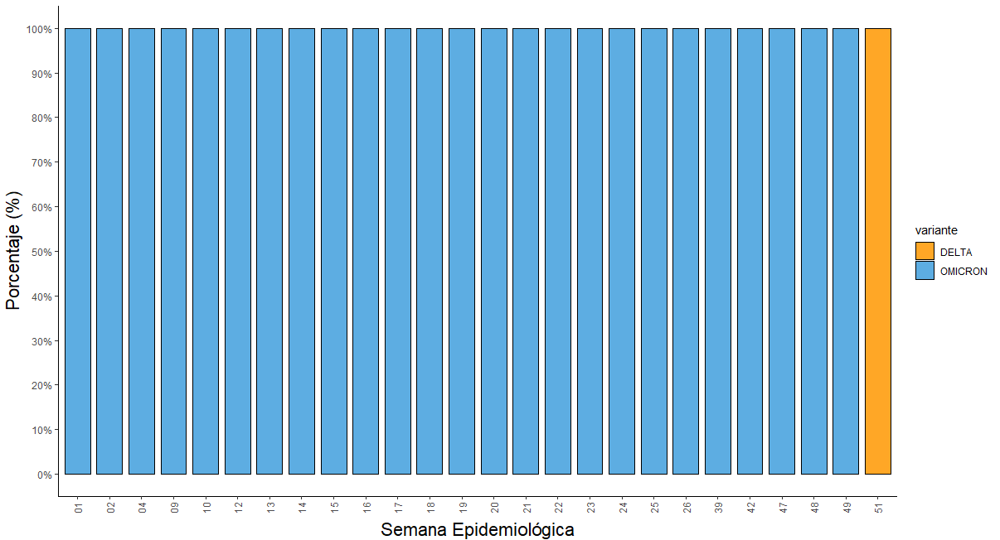 100%
90%
80%
70%
60%
50%
40%
30%
20%
10%
0%
Porcentaje (%)
01 02 04 09 10 12 13 14 15 16 17 18 19 20 21 22 23 24 25 26 39 42 47 48 49 51
Semana Epidemiológica
variante
DELTA
OMICRON